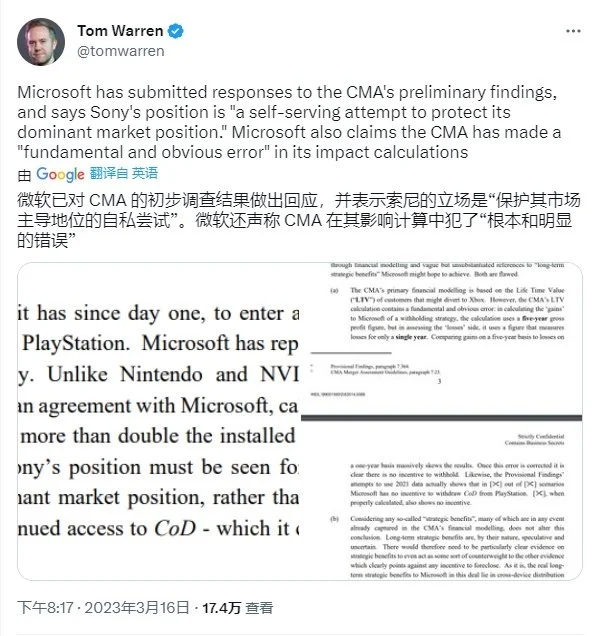 Tom Warren
@tomwarren
Microsoft has submitted responses to the CMA's preliminary findings,
and says Sony's position is "a self-serving attempt to protect its
dominant market position." Microsoft also claims the CMA has made a
"fundamental and obvious error" in its impact calculations
由 Google 翻译自 英语
微软已对 CMA 的初步调查结果做出回应，并表示索尼的立场是“保护其市场
主导地位的自私尝试”。微软还声称 CMA 在其影响计算中犯了“根本和明显
的错误”
it has since day one, to enter a
PlayStation. Microsoft has rep
y. Unlike Nintendo and NVI
an agreement with Microsoft, ca
more than double the installed
ony's position must be seen fo
nant market position, rather tha
nued access to CoD - which it c
through financial modelling and vague but unsubstantiated references to "long-term
strategic benefits" Microsoft might hope to achieve. Both are flawed.
(a) The CMA's primary financial modelling is based on the Life Time Value
("LTV") of customers that might divert to Xbox. However, the CMA's LTV
calculation contains a fundamental and obvious error: in calculating the 'gains'
to Microsoft of a withholding strategy, the calculation uses a five-year gross
profit figure, but in assessing the 'losses' side, it uses a figure that measures
losses for only a single year. Comparing gains on a five-year basis to losses on
Provisional Findings, paragraph 7.364.
CMA Merger Assessment Guidelines, paragraph 7.23.
3
Strictly Confidential
Contains Business Secrets
a one-year basis massively skews the results. Once this error is corrected it is
clear there is no incentive to withhold. Likewise, the Provisional Findings'
attempts to use 2021 data actually shows that in [✂] out of [✂] scenarios
Microsoft has no incentive to withdraw CoD from PlayStation. [✂], when
properly calculated, also shows no incentive.
(b) Considering any so-called "strategic benefits", many of which are in any event
already captured in the CMA's financial modelling, does not alter this
conclusion. Long-term strategic benefits are, by their nature, speculative and
uncertain. There would therefore need to be particularly clear evidence on
strategic benefits to even act as some sort of counterweight to the other evidence
which clearly points against any incentive to foreclose. As it is, the real long-
term strategic benefits to Microsoft in this deal lie in cross-device distribution
下午8:17 · 2023年3月16日 · 17.4万 查看